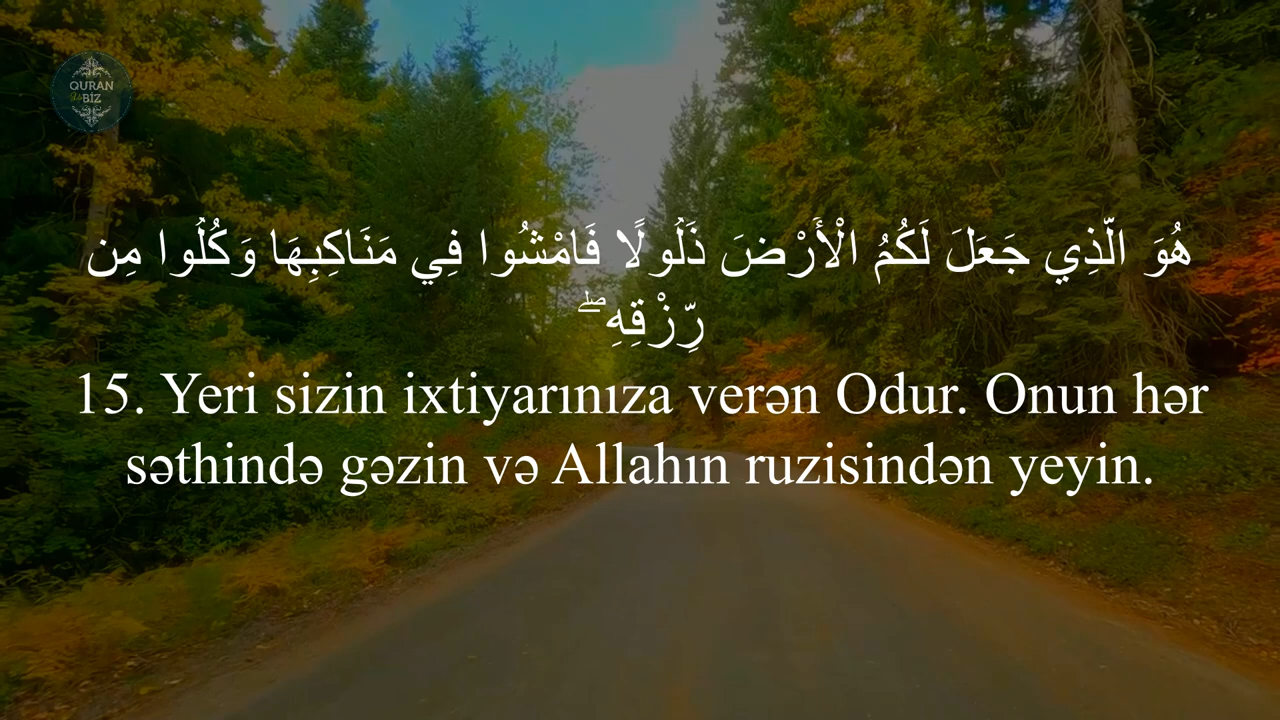 QURAN
BİZ
هُوَ الَّذِي جَعَلَ لَكُمُ الْأَرْضَ ذَلُولًا فَامْشُوا فِي مَنَاكِبِهَا وَكُلُوا مِن
رِّزْقِهِ ۖ
15. Yeri sizin ixtiyarınıza verən Odur. Onun hər
səthində gəzin və Allahın ruzisindən yeyin.